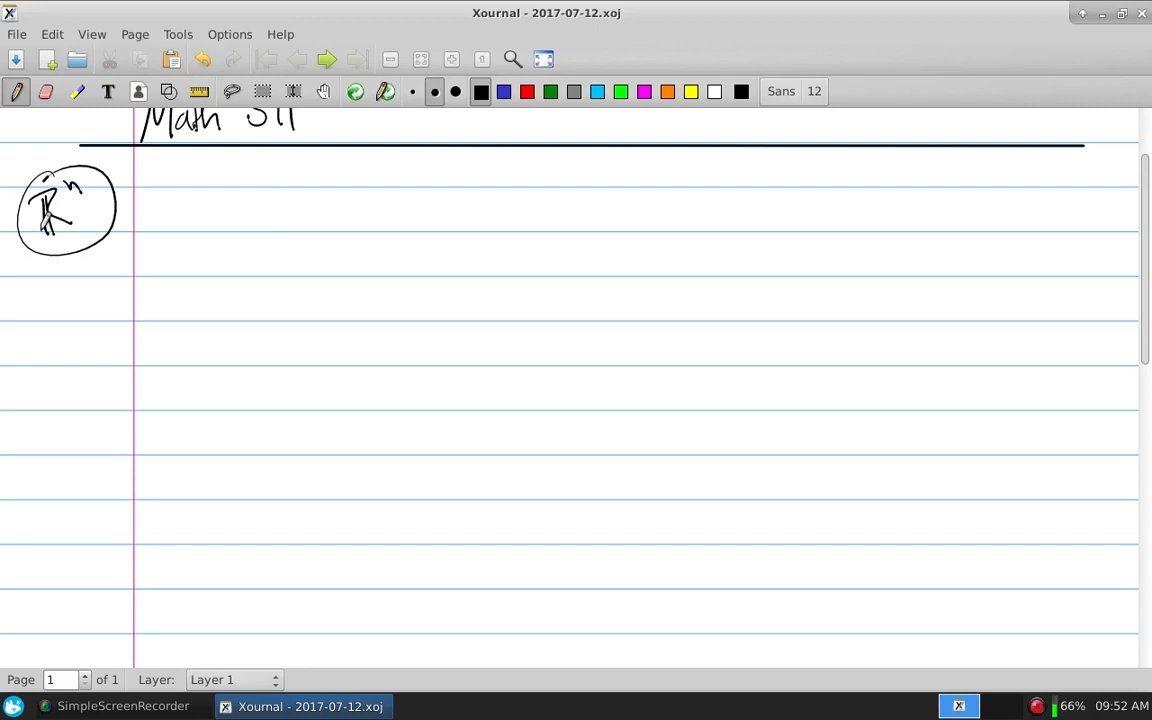 Xournal - 2017-07-12.xoj
File Edit View Page Tools Options Help
T Sans 12
Math 511
ℝⁿ
Page 1 of 1 Layer: Layer 1
SimpleScreenRecorder Xournal - 2017-07-12.xoj 66% 09:52 AM